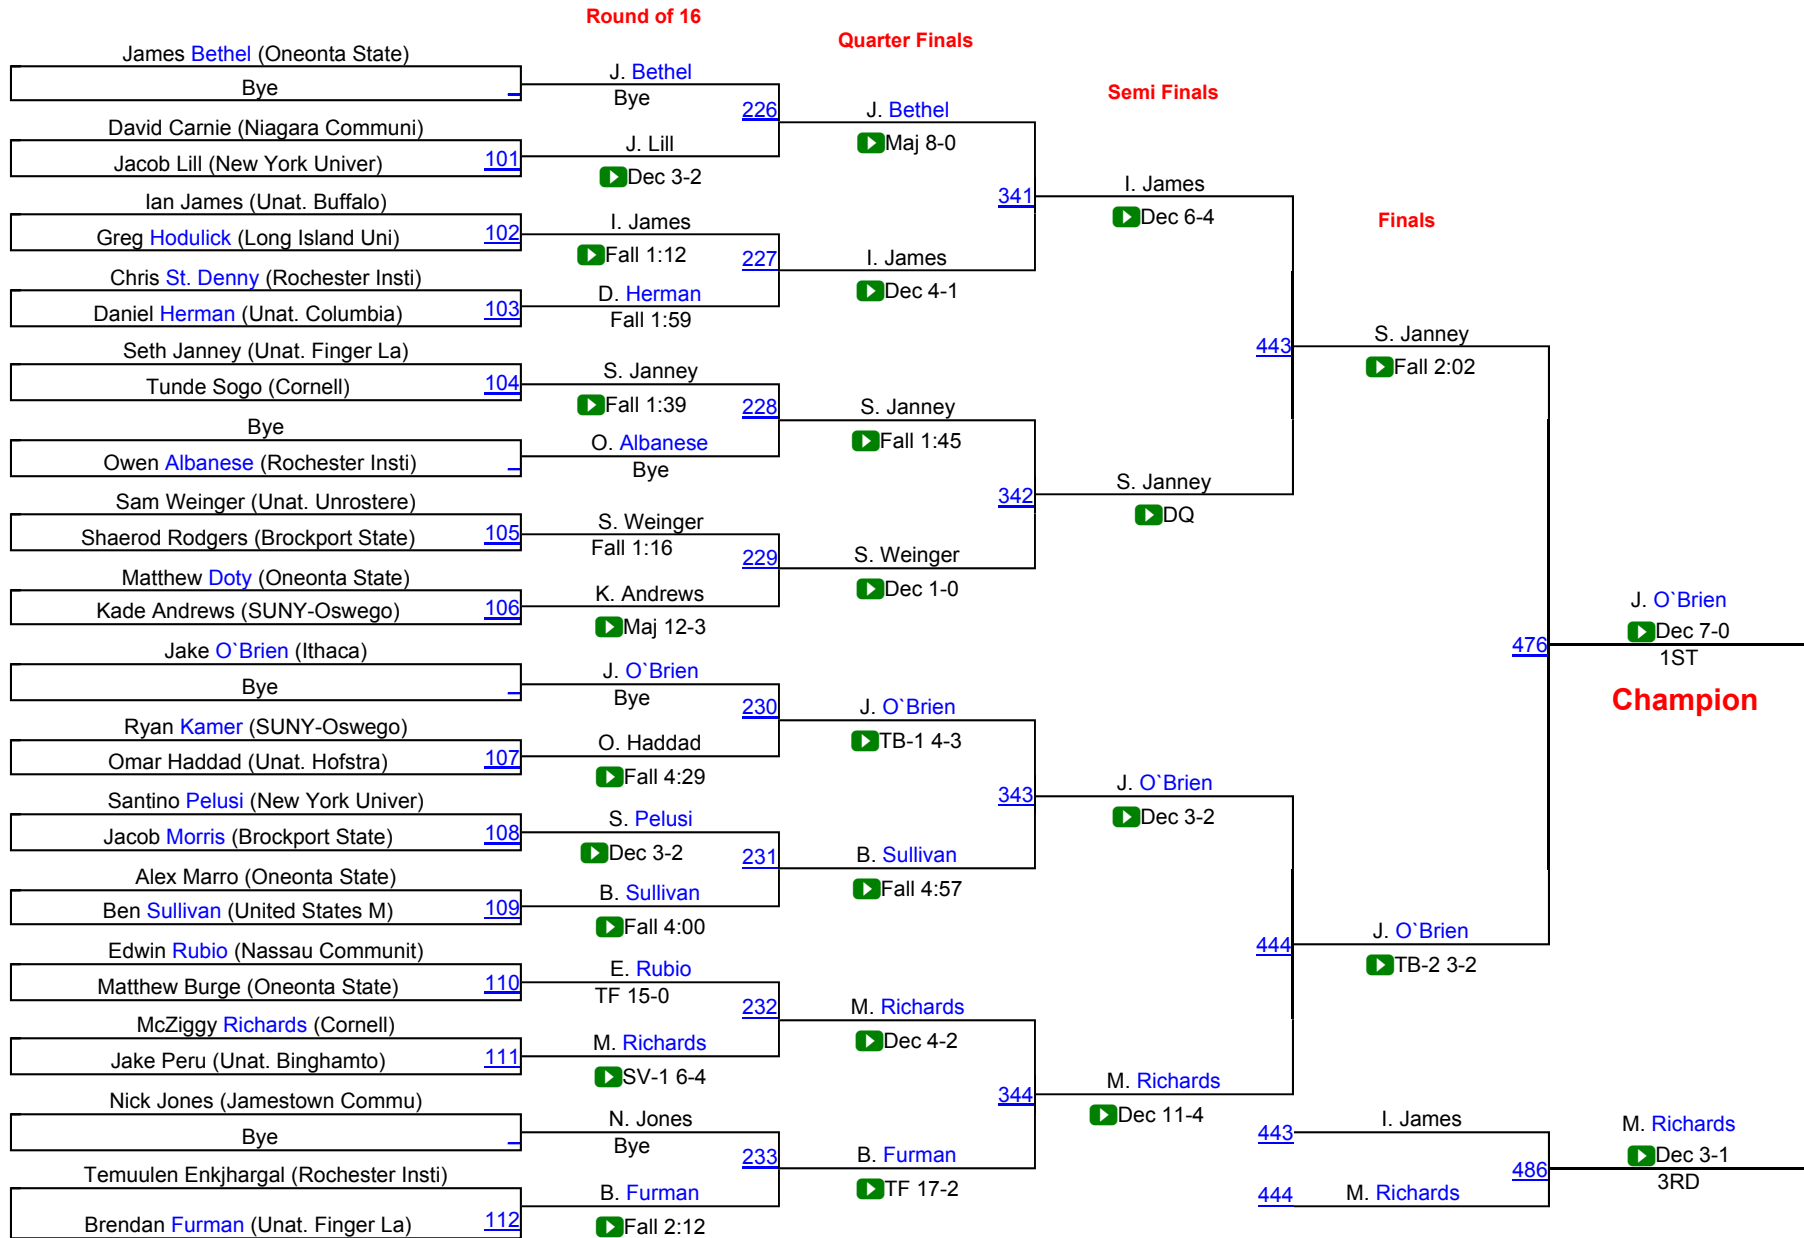 Round of 16
Quarter Finals
Semi Finals
Finals
James Bethel (Oneonta State)
Bye
David Carnie (Niagara Communi)
Jacob Lill (New York Univer)
101
Ian James (Unat. Buffalo)
Greg Hodulick (Long Island Uni)
102
Chris St. Denny (Rochester Insti)
Daniel Herman (Unat. Columbia)
103
Seth Janney (Unat. Finger La)
Tunde Sogo (Cornell)
104
Bye
Owen Albanese (Rochester Insti)
Sam Weinger (Unat. Unrostere)
Shaerod Rodgers (Brockport State)
105
Matthew Doty (Oneonta State)
Kade Andrews (SUNY-Oswego)
106
Jake O`Brien (Ithaca)
Bye
Ryan Kamer (SUNY-Oswego)
Omar Haddad (Unat. Hofstra)
107
Santino Pelusi (New York Univer)
Jacob Morris (Brockport State)
108
Alex Marro (Oneonta State)
Ben Sullivan (United States M)
109
Edwin Rubio (Nassau Communit)
Matthew Burge (Oneonta State)
110
McZiggy Richards (Cornell)
Jake Peru (Unat. Binghamto)
111
Nick Jones (Jamestown Commu)
Bye
Temuulen Enkjhargal (Rochester Insti)
Brendan Furman (Unat. Finger La)
112
J. Bethel
Bye
226
J. Lill
Dec 3-2
I. James
Fall 1:12
227
D. Herman
Fall 1:59
S. Janney
Fall 1:39
228
O. Albanese
Bye
S. Weinger
Fall 1:16
229
K. Andrews
Maj 12-3
J. O`Brien
Bye
230
O. Haddad
Fall 4:29
S. Pelusi
Dec 3-2
231
B. Sullivan
Fall 4:00
E. Rubio
TF 15-0
232
M. Richards
SV-1 6-4
N. Jones
Bye
233
B. Furman
Fall 2:12
J. Bethel
Maj 8-0
341
I. James
Dec 4-1
S. Janney
Fall 1:45
342
S. Weinger
Dec 1-0
J. O`Brien
TB-1 4-3
343
B. Sullivan
Fall 4:57
M. Richards
Dec 4-2
344
B. Furman
TF 17-2
I. James
Dec 6-4
443
S. Janney
DQ
J. O`Brien
Dec 3-2
444
M. Richards
Dec 11-4
S. Janney
Fall 2:02
476
J. O`Brien
TB-2 3-2
J. O`Brien
Dec 7-0
1ST
Champion
443
I. James
486
444
M. Richards
M. Richards
Dec 3-1
3RD